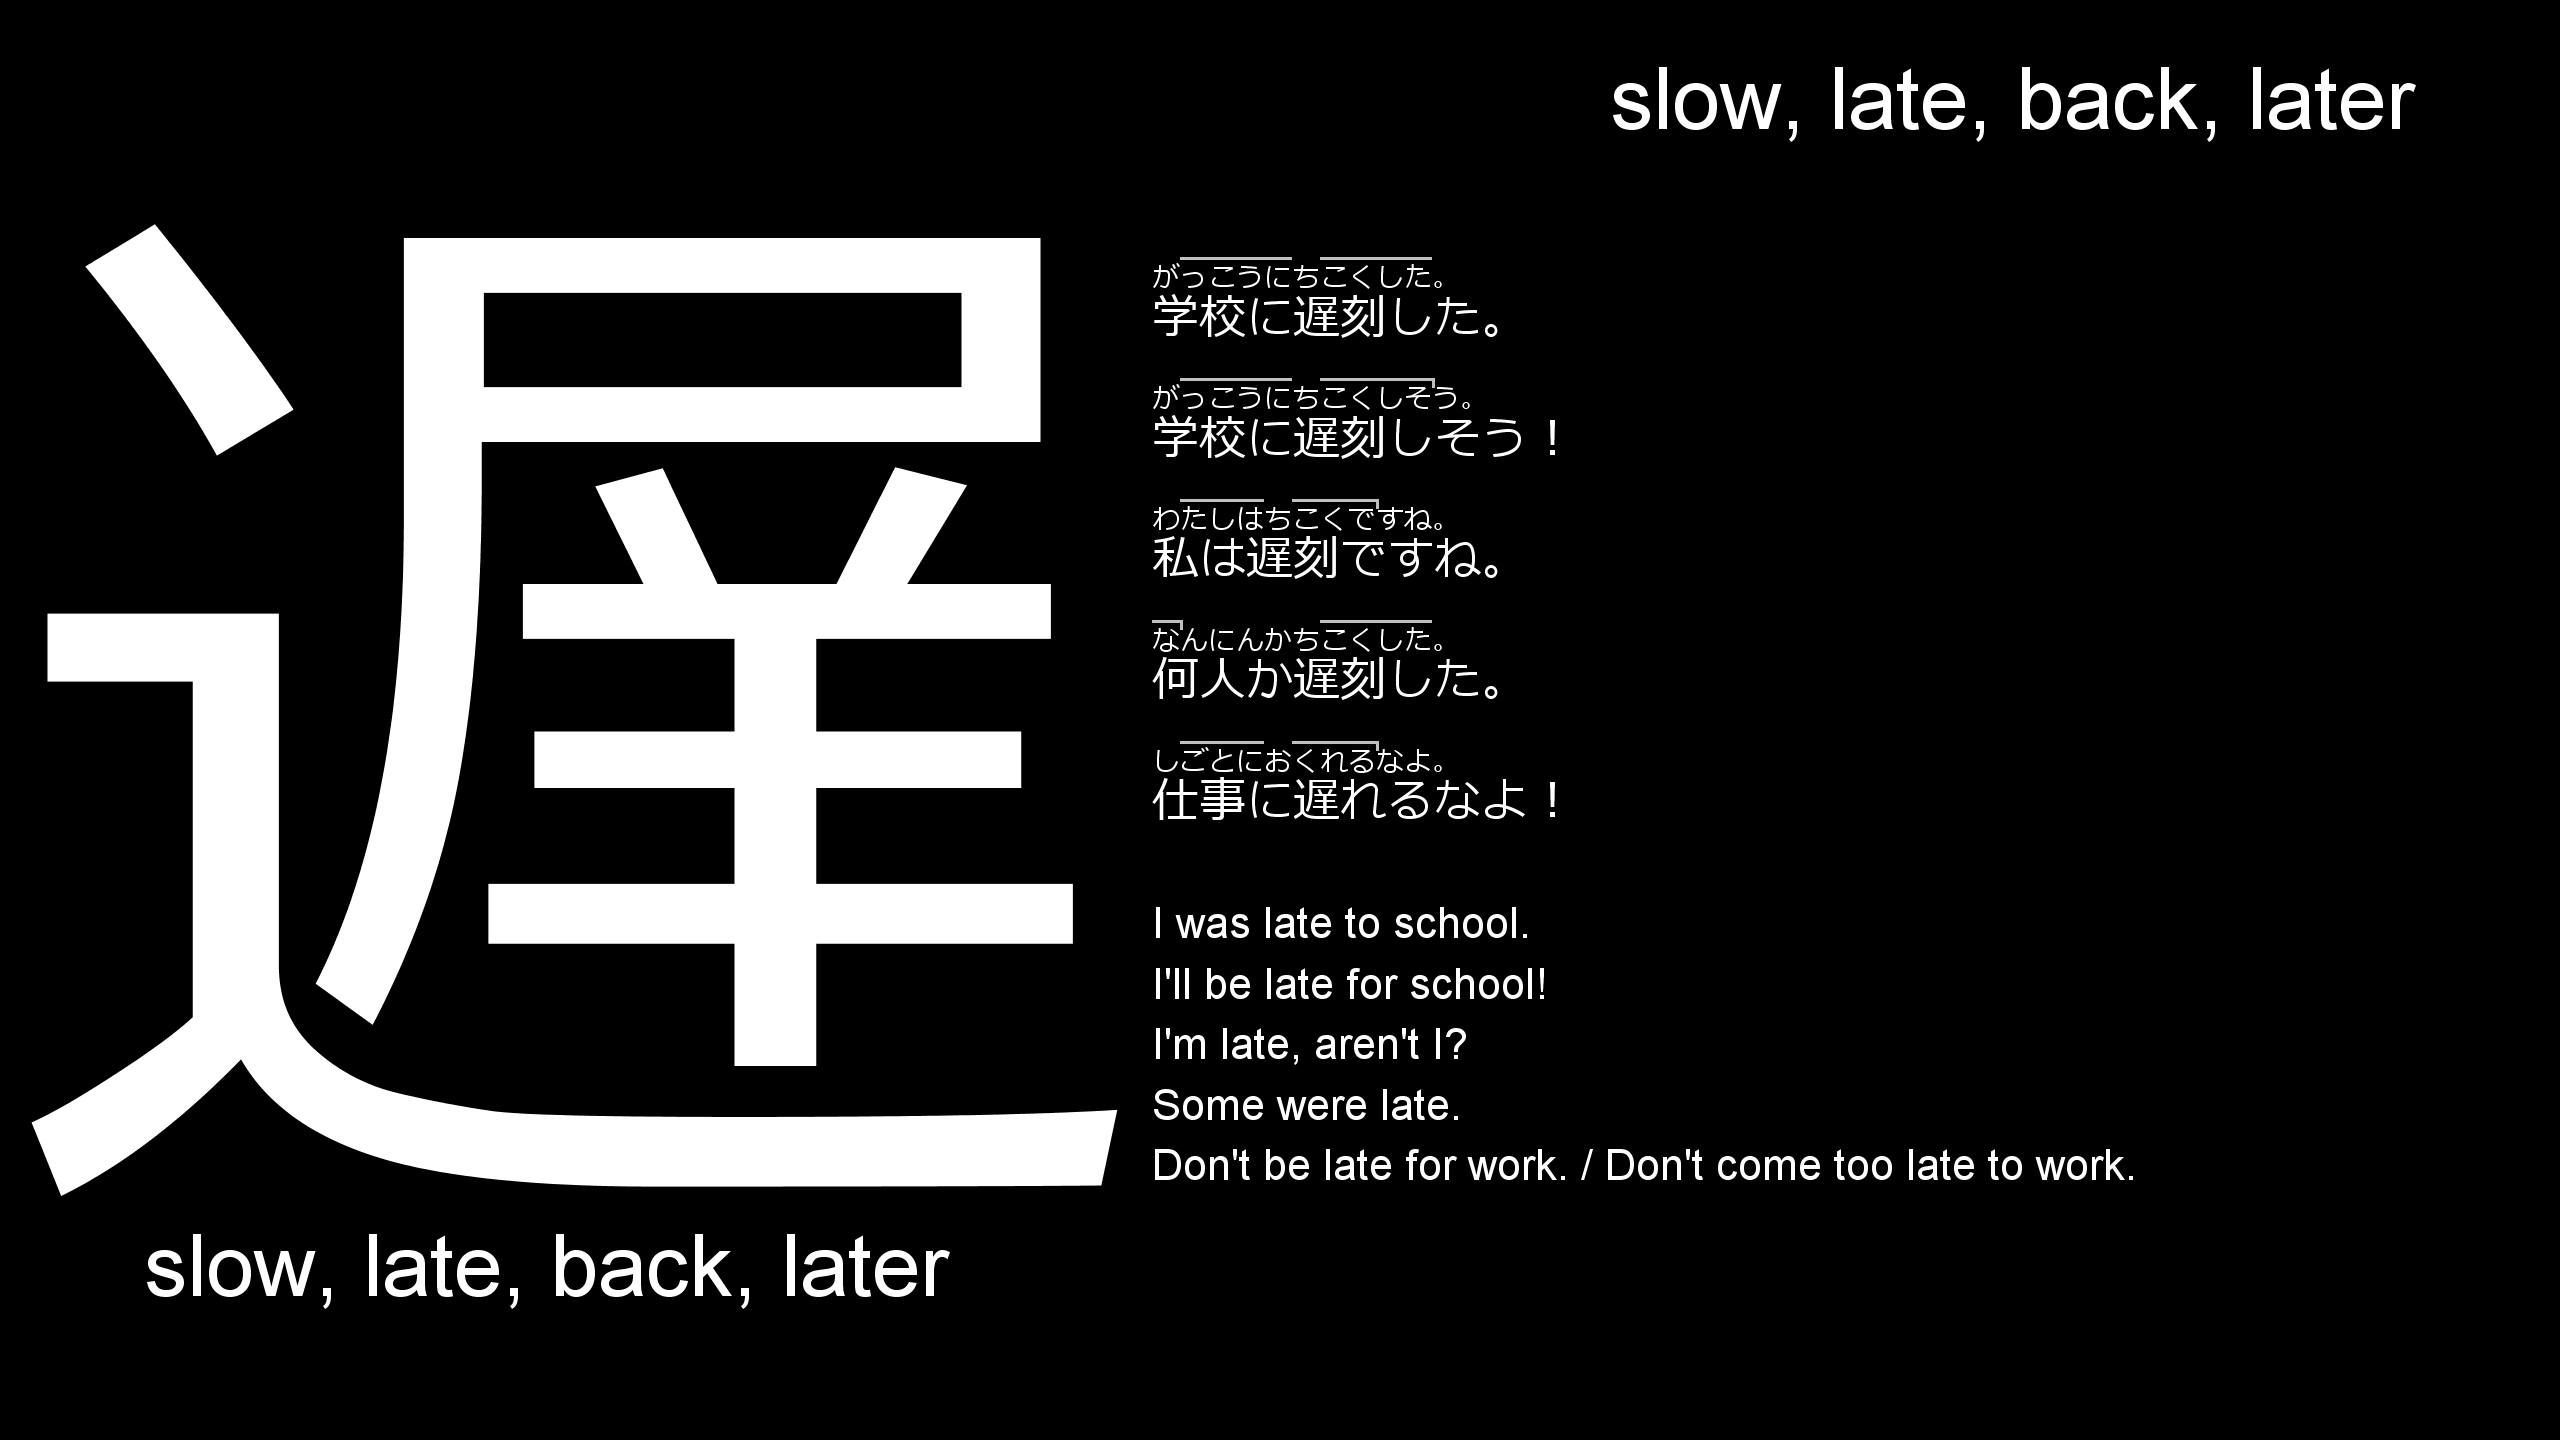 slow, late, back, later
遅
がっこうにちこくした。
学校に遅刻した。
がっこうにちこくしそう。
学校に遅刻しそう！
わたしはちこくですね。
私は遅刻ですね。
なんにんかちこくした。
何人か遅刻した。
しごとにおくれるなよ。
仕事に遅れるなよ！
I was late to school.
I'll be late for school!
I'm late, aren't I?
Some were late.
Don't be late for work. / Don't come too late to work.
slow, late, back, later